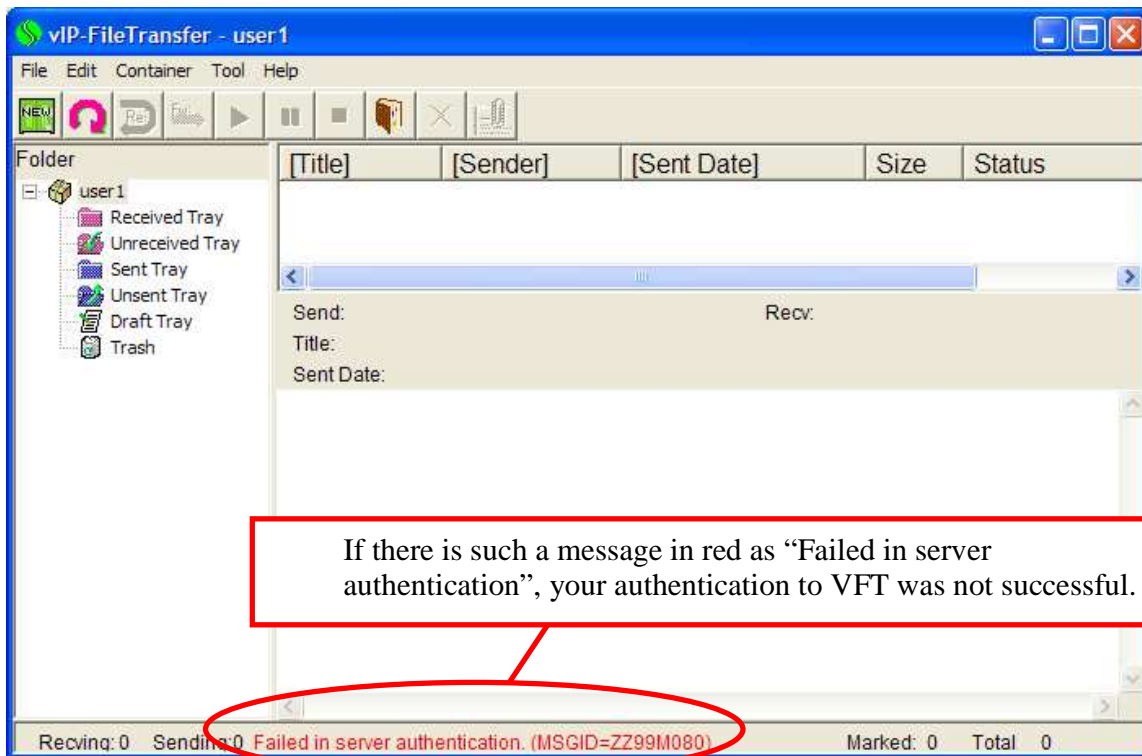 vIP-FileTransfer - user1
File Edit Container Tool Help
NEW Re:
Folder
[Title] [Sender] [Sent Date] Size Status
user1
Received Tray
Unreceived Tray
Sent Tray
Unsent Tray
Draft Tray
Trash
Send: Recv:
Title:
Sent Date:
If there is such a message in red as “Failed in server
authentication”, your authentication to VFT was not successful.
Recving: 0 Sending:0 Failed in server authentication. (MSGID=ZZ99M080) Marked: 0 Total 0